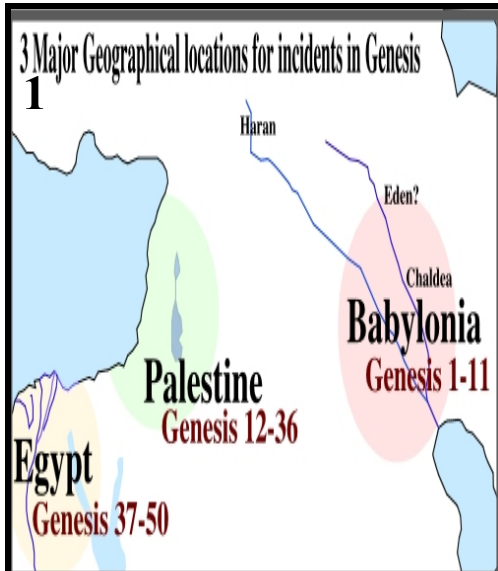 3 Major Geographical locations for incidents in Genesis
1
Haran
Eden?
Chaldea
Babylonia
Genesis 1-11
Palestine
Genesis 12-36
Egypt
Genesis 37-50